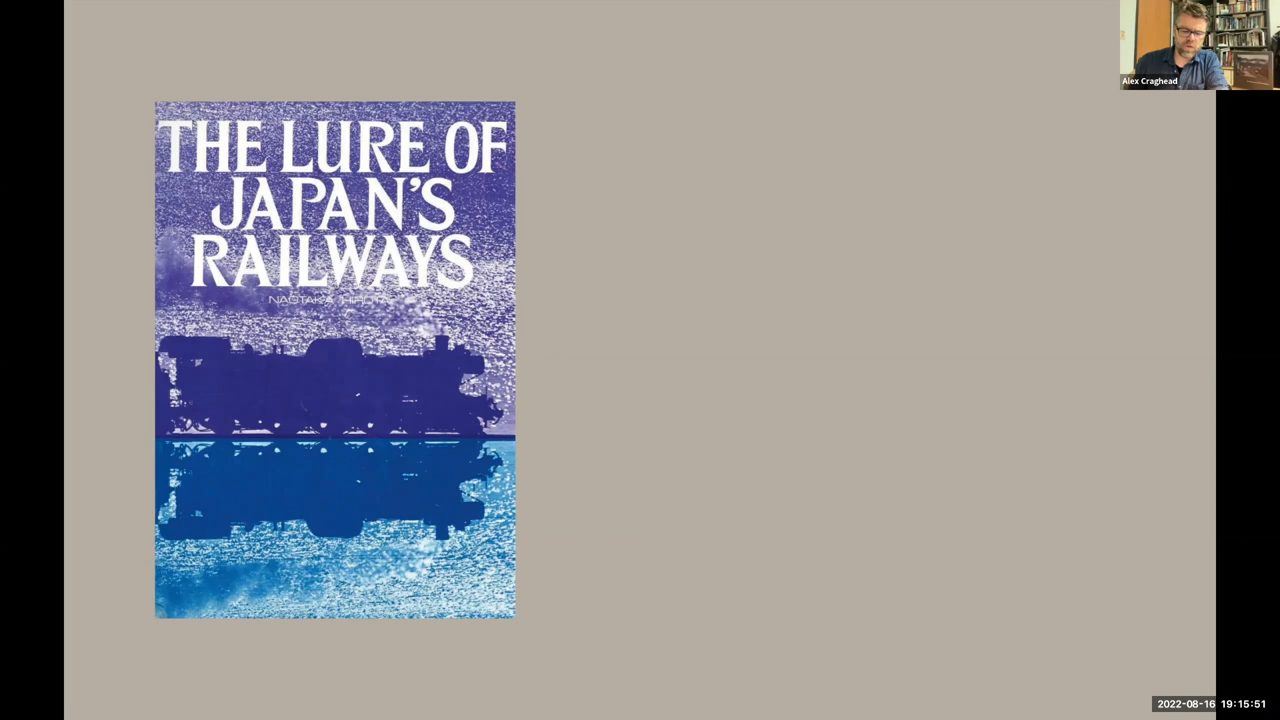 THE LURE OF
JAPAN'S
RAILWAYS
NAOTAKA HIROTA
Alex Craghead
2022-08-16 19:15:51